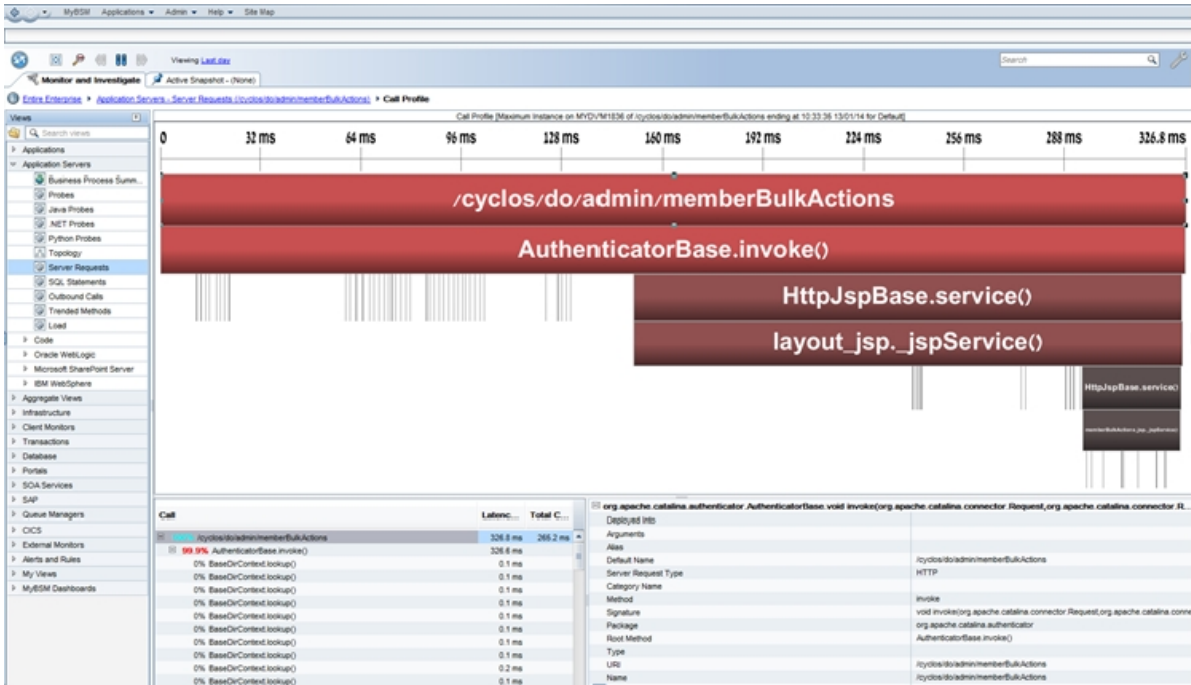 MyBSM Applications Admin Help Site Map
Viewing Last day
Search
Monitor and Investigate Active Snapshot - (None)
Entire Enterprise Application Servers - Server Requests (/cyclos/do/admin/memberBulkActions) Call Profile
Views
Search views
Applications
Application Servers
Business Process Summ...
Probes
Java Probes
.NET Probes
Python Probes
Topology
Server Requests
SQL Statements
Outbound Calls
Trended Methods
Load
Code
Oracle WebLogic
Microsoft SharePoint Server
IBM WebSphere
Aggregate Views
Infrastructure
Client Monitors
Transactions
Database
Portals
SOA Services
SAP
Queue Managers
CICS
External Monitors
Alerts and Rules
My Views
MyBSM Dashboards
Call Profile [Maximum Instance on MYDVM1836 of /cyclos/do/admin/memberBulkActions ending at 10:33:35 13/01/14 for Default]
0 32 ms 64 ms 96 ms 128 ms 160 ms 192 ms 224 ms 256 ms 288 ms 326.8 ms
/cyclos/do/admin/memberBulkActions
AuthenticatorBase.invoke()
HttpJspBase.service()
layout_jsp._jspService()
HttpJspBase.service()
memberBulkActions_jsp._jspService()
Call Latenc... Total C...
/cyclos/do/admin/memberBulkActions 326.8 ms 265.2 ms
99.9% AuthenticatorBase.invoke() 326.6 ms
0% BaseDirContext.lookup() 0.1 ms
0% BaseDirContext.lookup() 0.1 ms
0% BaseDirContext.lookup() 0.1 ms
0% BaseDirContext.lookup() 0.1 ms
0% BaseDirContext.lookup() 0.1 ms
0% BaseDirContext.lookup() 0.1 ms
0% BaseDirContext.lookup() 0.1 ms
0% BaseDirContext.lookup() 0.1 ms
0% BaseDirContext.lookup() 0.2 ms
0% BaseDirContext.lookup() 0.1 ms
org.apache.catalina.authenticator.AuthenticatorBase.void invoke(org.apache.catalina.connector.Request,org.apache.catalina.connector.R...
Deployed Into
Arguments
Alias
Default Name /cyclos/do/admin/memberBulkActions
Server Request Type HTTP
Category Name
Method invoke
Signature void invoke(org.apache.catalina.connector.Request,org.apache.catalina.conne
Package org.apache.catalina.authenticator
Root Method AuthenticatorBase.invoke()
Type
URI /cyclos/do/admin/memberBulkActions
Name /cyclos/do/admin/memberBulkActions